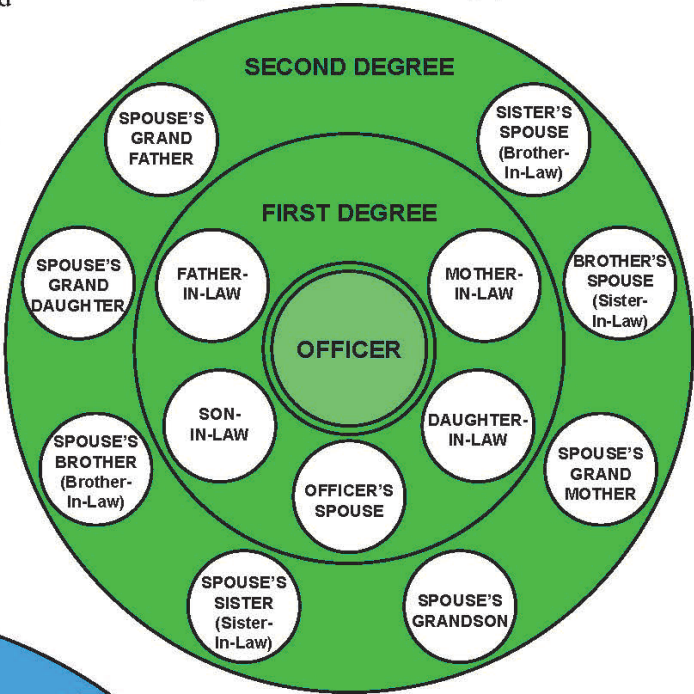 d
SECOND DEGREE
SPOUSE'S
GRAND
FATHER
SISTER'S
SPOUSE
(Brother-
In-Law)
FIRST DEGREE
SPOUSE'S
GRAND
DAUGHTER
FATHER-
IN-LAW
MOTHER-
IN-LAW
BROTHER'S
SPOUSE
(Sister-
In-Law)
OFFICER
SON-
IN-LAW
DAUGHTER-
IN-LAW
SPOUSE'S
BROTHER
(Brother-
In-Law)
OFFICER'S
SPOUSE
SPOUSE'S
GRAND
MOTHER
SPOUSE'S
SISTER
(Sister-
In-Law)
SPOUSE'S
GRANDSON